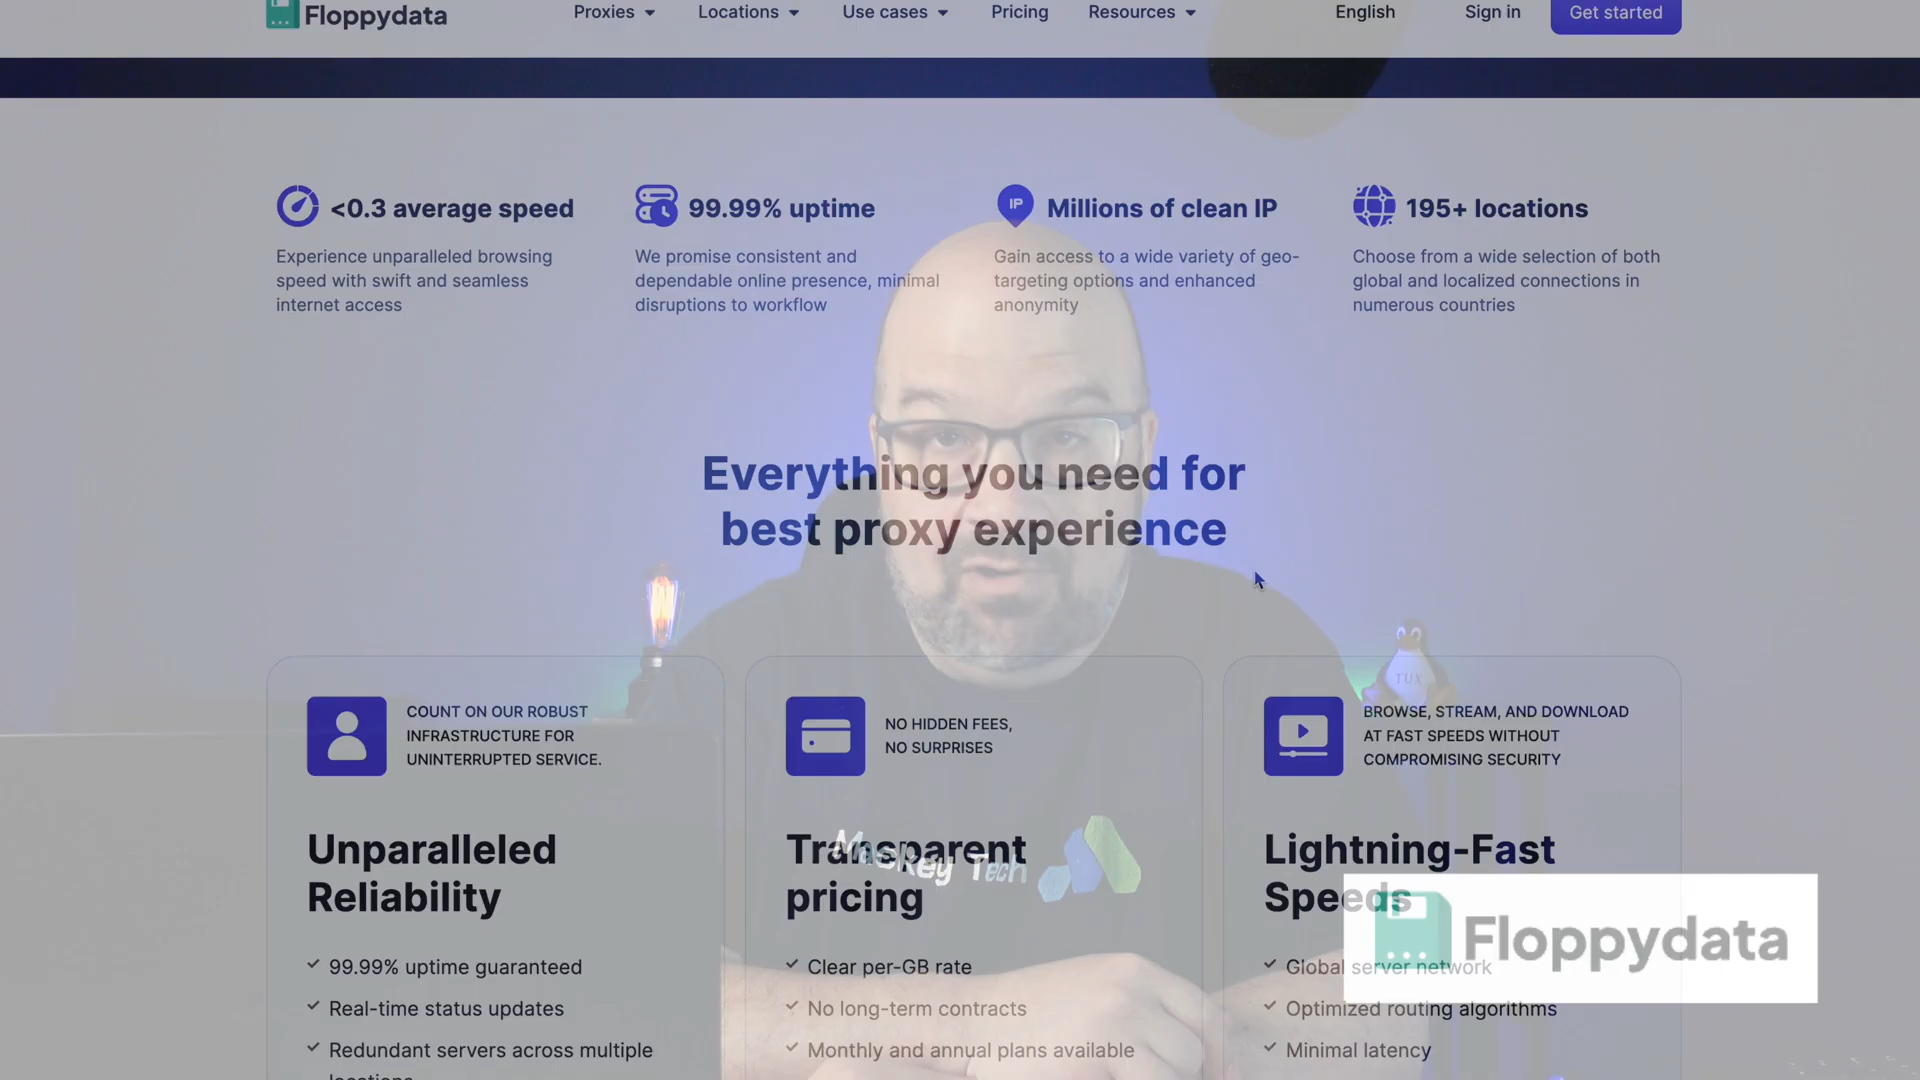 Floppydata
Proxies
Locations
Use cases
Pricing
Resources
English
Sign in
Get started
<0.3 average speed
Experience unparalleled browsing
speed with swift and seamless
internet access
99.99% uptime
We promise consistent and
dependable online presence, minimal
disruptions to workflow
IP
Millions of clean IP
Gain access to a wide variety of geo-
targeting options and enhanced
anonymity
195+ locations
Choose from a wide selection of both
global and localized connections in
numerous countries
Everything you need for
best proxy experience
TUX
COUNT ON OUR ROBUST
INFRASTRUCTURE FOR
UNINTERRUPTED SERVICE.
Unparalleled
Reliability
99.99% uptime guaranteed
Real-time status updates
Redundant servers across multiple
locations
NO HIDDEN FEES,
NO SURPRISES
Transparent
pricing
Clear per-GB rate
No long-term contracts
Monthly and annual plans available
Mackey Tech
BROWSE, STREAM, AND DOWNLOAD
AT FAST SPEEDS WITHOUT
COMPROMISING SECURITY
Lightning-Fast
Speeds
Global server network
Optimized routing algorithms
Minimal latency
Floppydata